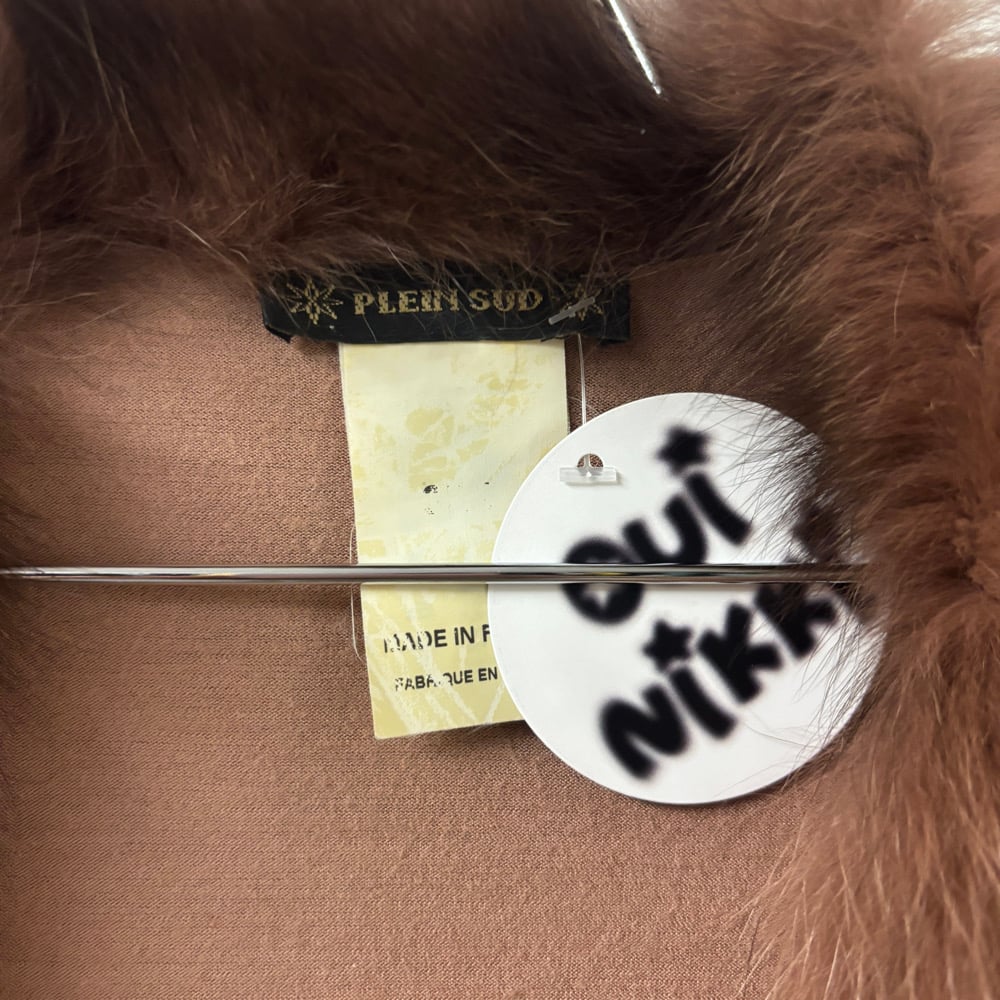 PLEIN SUD
MADE IN F
FABRIQUE EN
OUI
NIKK